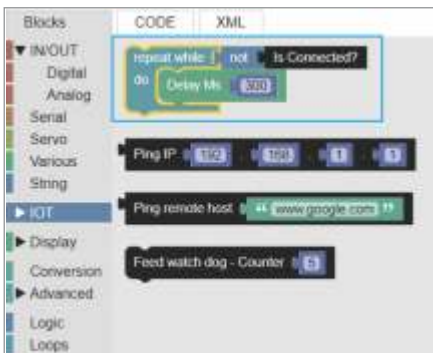 Blocks
CODE XML
IN/OUT
Digital
Analog
Serial
Servo
Various
String
IOT
Display
Conversion
Advanced
Logic
Loops
repeat while not Is Connected?
do Delay Ms 300
Ping IP 192 . 168 . 1 . 1
Ping remote host “ www.google.com ”
Feed watch dog - Counter 5